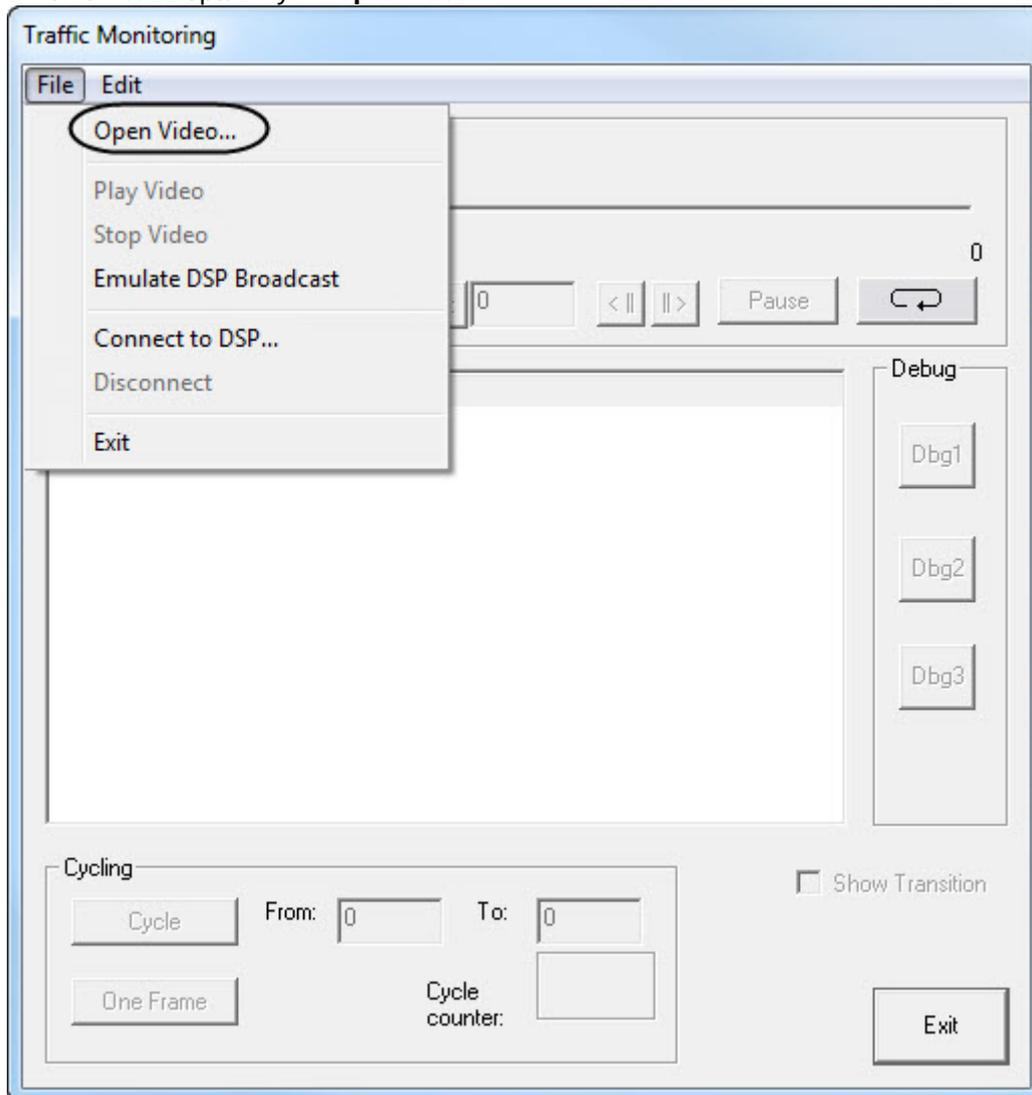 Traffic Monitoring
File Edit
Open Video...
Play Video
Stop Video
Emulate DSP Broadcast
Connect to DSP...
Disconnect
Exit
0
0 <|| ||> Pause
Debug
Dbg1
Dbg2
Dbg3
Cycling
Cycle From: 0 To: 0
One Frame Cycle
counter:
Show Transition
Exit